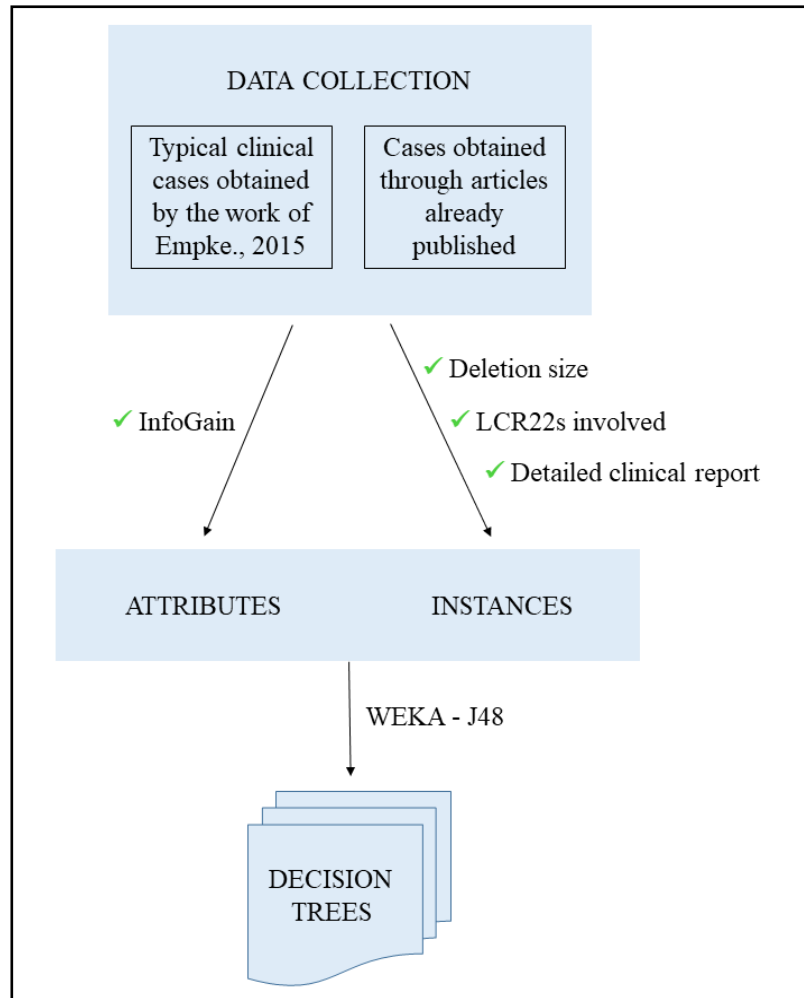 DATA COLLECTION
Typical clinical
cases obtained
by the work of
Empke., 2015
Cases obtained
through articles
already
published
✓ Deletion size
✓ InfoGain
✓ LCR22s involved
✓ Detailed clinical report
ATTRIBUTES
INSTANCES
WEKA - J48
DECISION
TREES